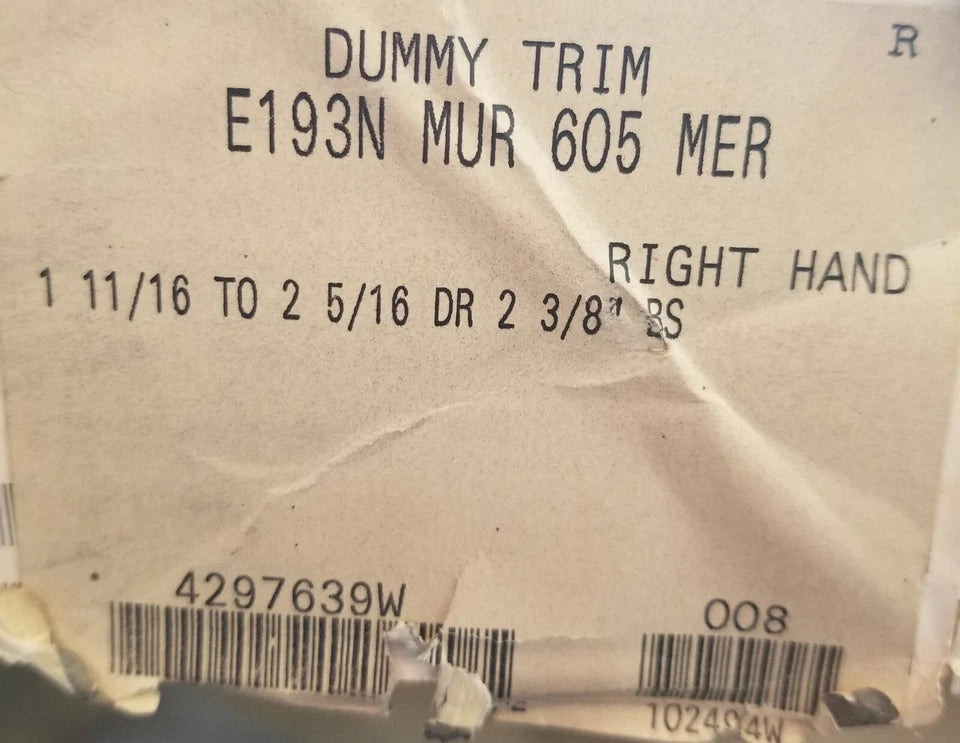 R
DUMMY TRIM
E193N MUR 605 MER
RIGHT HAND
1 11/16 TO 2 5/16 DR 2 3/8" BS
4297639W
008